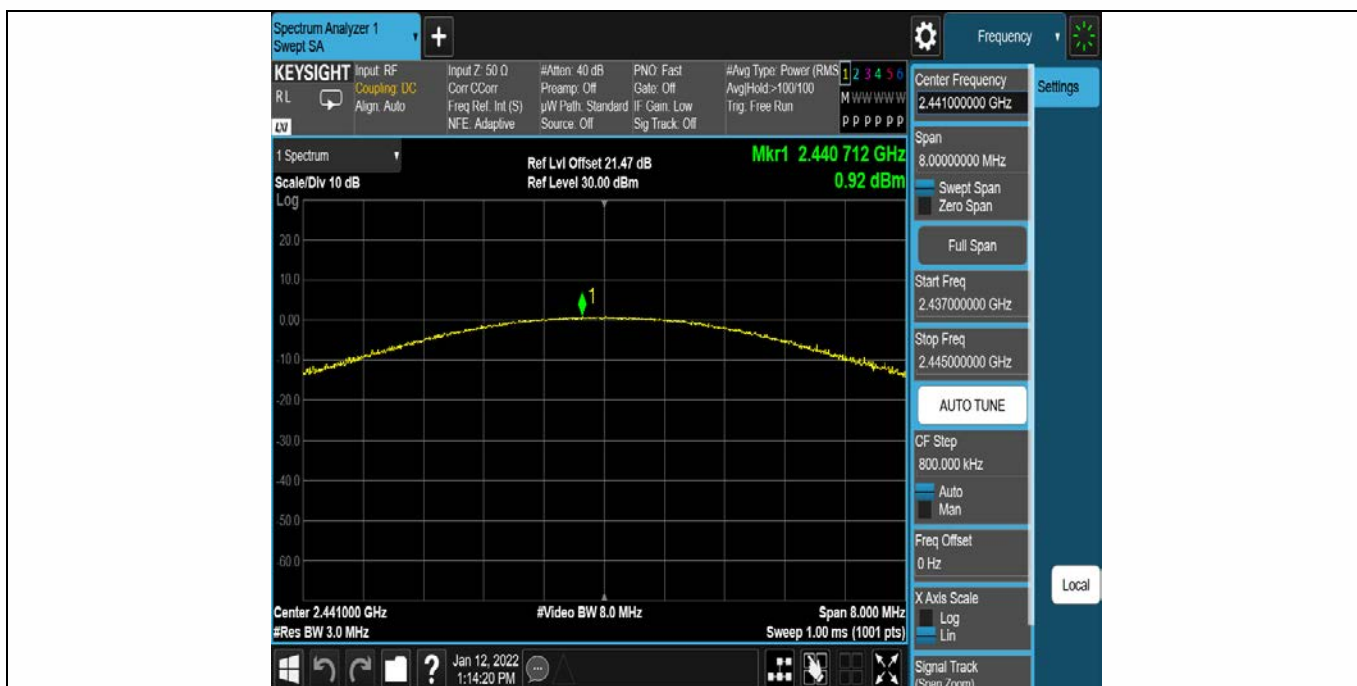 Spectrum Analyzer 1
Swept SA
+
Frequency
KEYSIGHT
RL
LXI
Input: RF
Coupling: DC
Align: Auto
Input Z: 50 Ω
Corr CCorr
Freq Ref: Int (S)
NFE: Adaptive
#Atten: 40 dB
Preamp: Off
µW Path: Standard
Source: Off
PNO: Fast
Gate: Off
IF Gain: Low
Sig Track: Off
#Avg Type: Power (RMS
Avg|Hold:>100/100
Trig: Free Run
1 2 3 4 5 6
M W W W W W
P P P P P P
1 Spectrum
Scale/Div 10 dB
Ref Lvl Offset 21.47 dB
Ref Level 30.00 dBm
Mkr1 2.440 712 GHz
0.92 dBm
Log
20.0
10.0
0.00
-10.0
-20.0
-30.0
-40.0
-50.0
-60.0
1
Center 2.441000 GHz
#Res BW 3.0 MHz
#Video BW 8.0 MHz
Span 8.000 MHz
Sweep 1.00 ms (1001 pts)
?
Jan 12, 2022
1:14:20 PM
Center Frequency
2.441000000 GHz
Settings
Span
8.00000000 MHz
Swept Span
Zero Span
Full Span
Start Freq
2.437000000 GHz
Stop Freq
2.445000000 GHz
AUTO TUNE
CF Step
800.000 kHz
Auto
Man
Freq Offset
0 Hz
X Axis Scale
Log
Lin
Local
Signal Track
(Span Zoom)